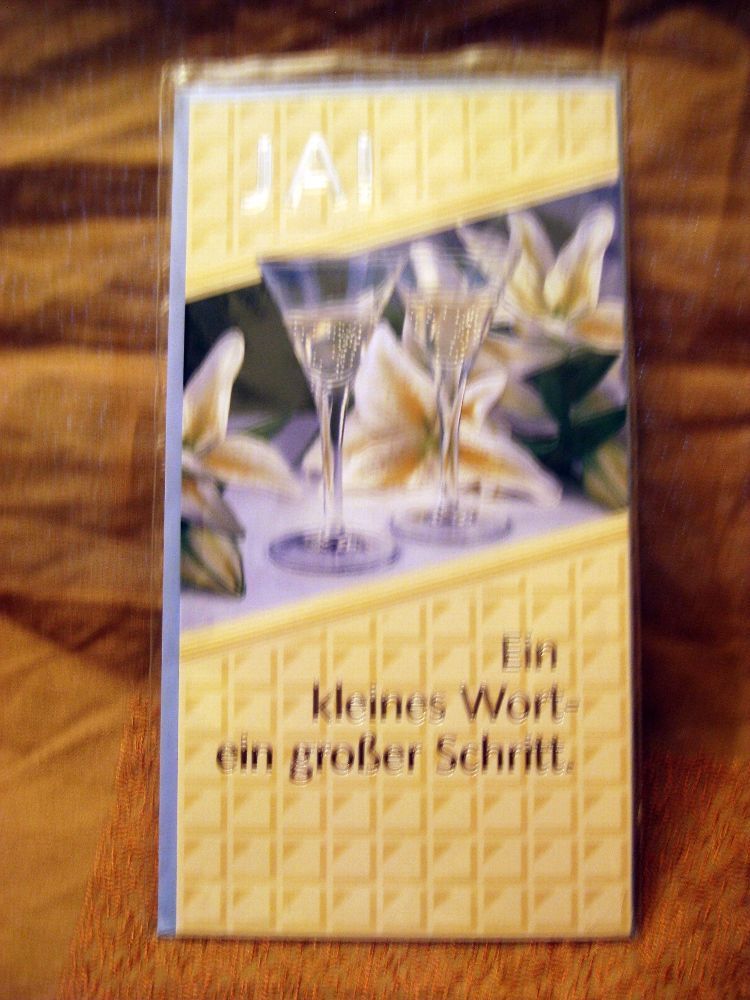 JA!
Ein
kleines Wort-
ein großer Schritt.